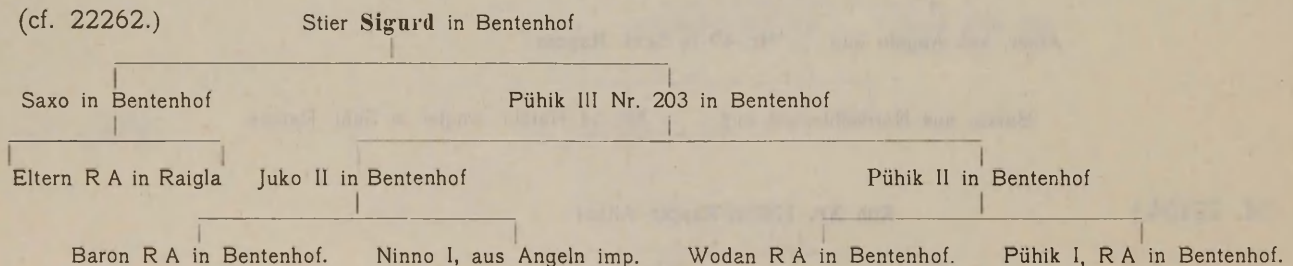 (cf. 22262.) Stier Sigurd in Bentenhof
Saxo in Bentenhof Pühik III Nr. 203 in Bentenhof
Eltern R A in Raigla Juko II in Bentenhof Pühik II in Bentenhof
Baron R A in Bentenhof. Ninno I, aus Angeln imp. Wodan R A in Bentenhof. Pühik I, R A in Bentenhof.